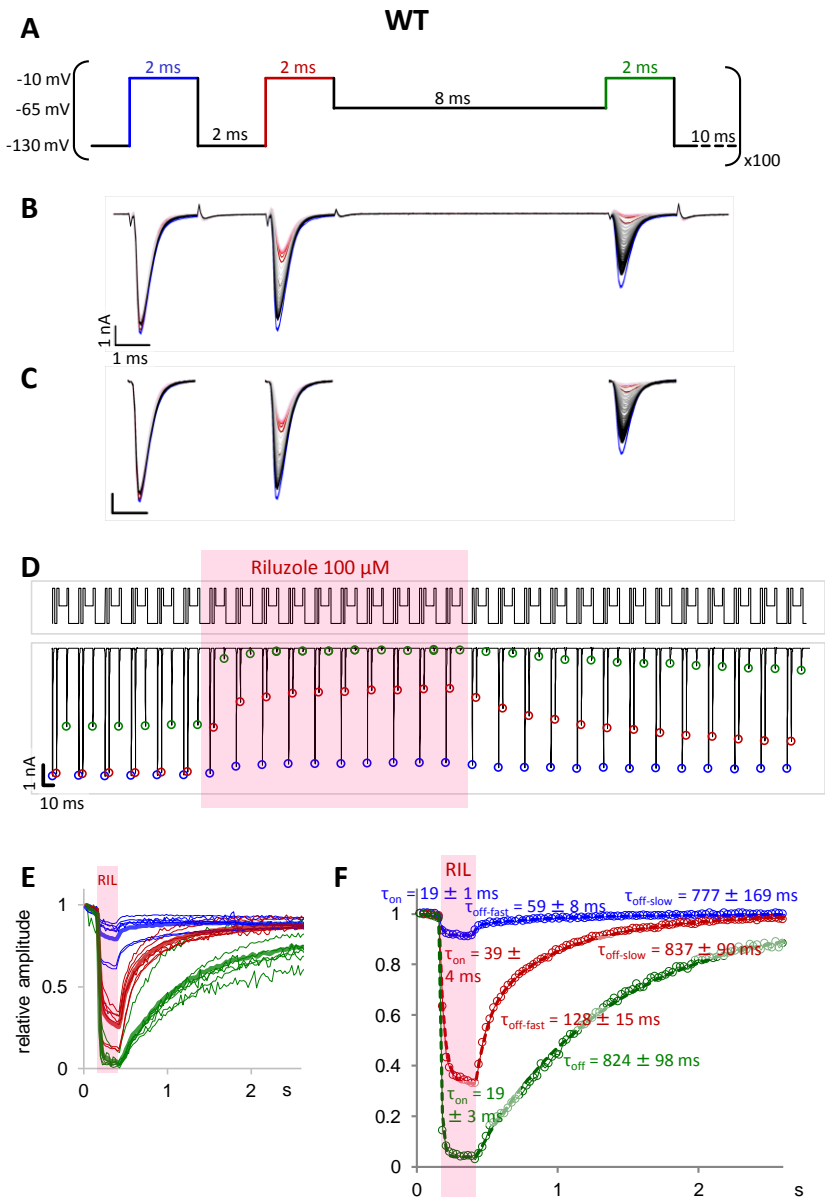 WT
A
2 ms
2 ms
2 ms
-10 mV
-65 mV
-130 mV
2 ms
8 ms
10 ms
x100
B
1 nA
1 ms
C
D
Riluzole 100 µM
1 nA
10 ms
E
RIL
relative amplitude
1
0.5
0
0
1
2
s
F
RIL
τon = 19 ± 1 ms
τoff-fast = 59 ± 8 ms
τoff-slow = 777 ± 169 ms
τon = 39 ±
4 ms
τoff-slow = 837 ± 90 ms
τoff-fast = 128 ± 15 ms
τoff = 824 ± 98 ms
τon = 19
± 3 ms
1
0.8
0.6
0.4
0.2
0
0
1
2
s